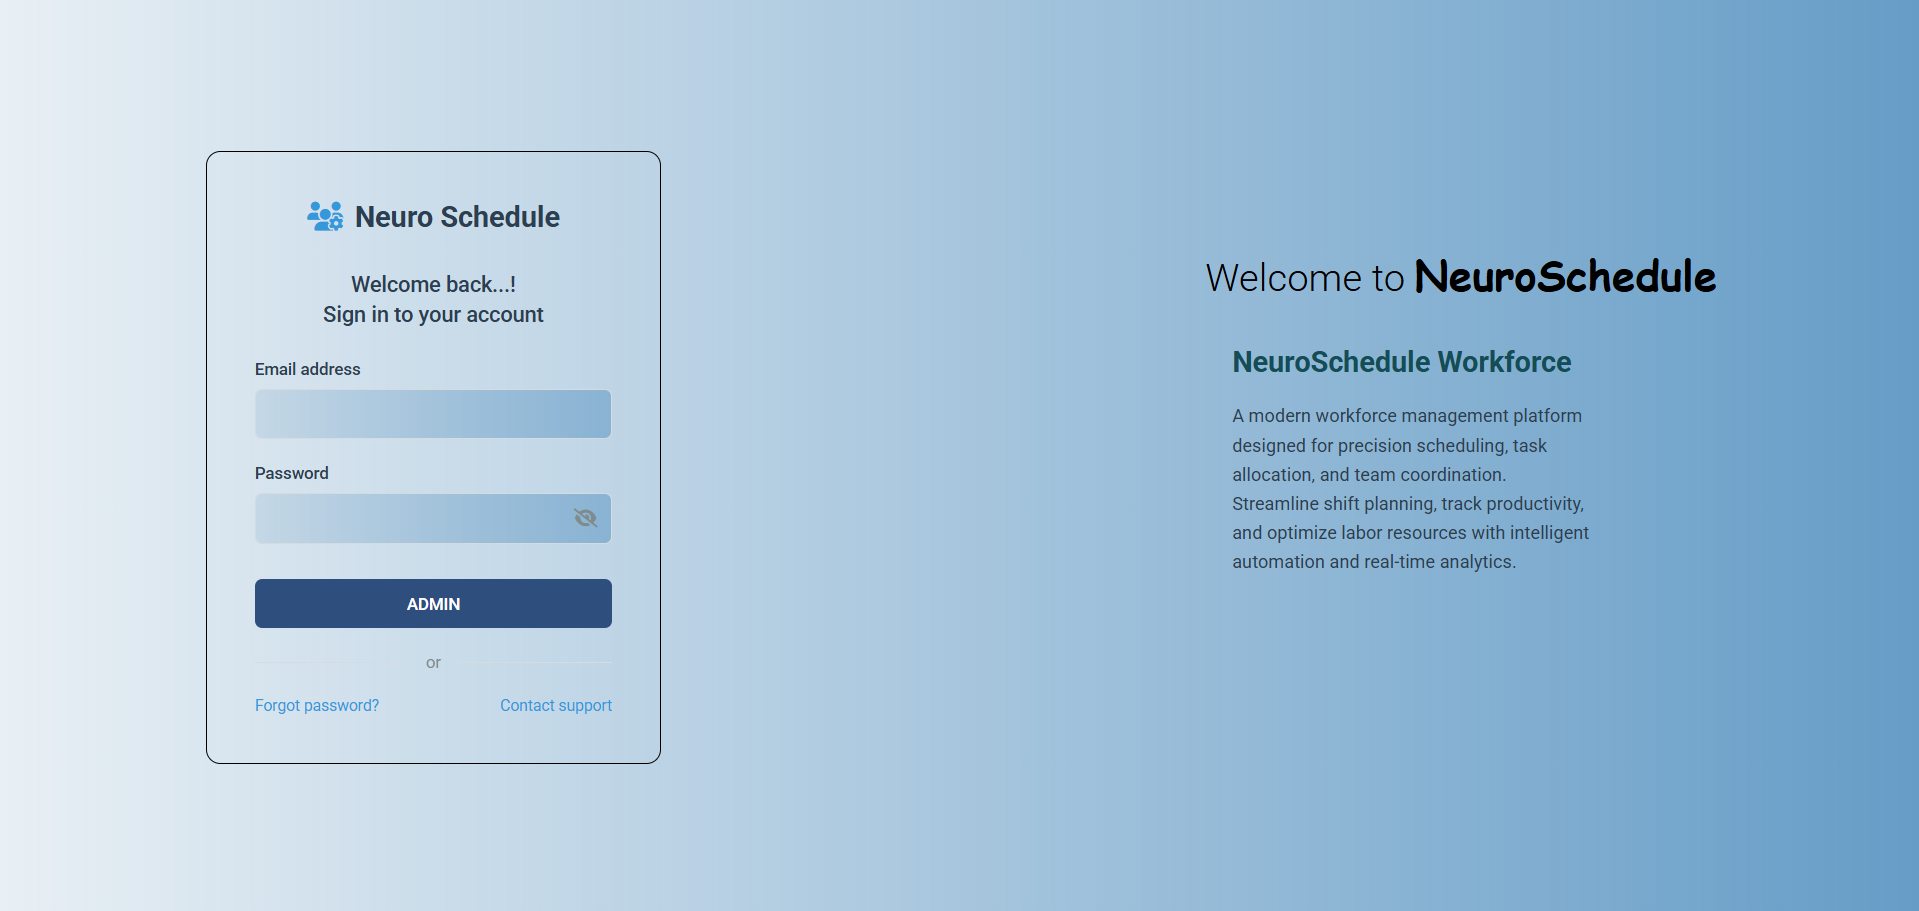 Neuro Schedule
Welcome back...!
Sign in to your account
Email address
Password
ADMIN
or
Forgot password?
Contact support
Welcome to NeuroSchedule
NeuroSchedule Workforce
A modern workforce management platform
designed for precision scheduling, task
allocation, and team coordination.
Streamline shift planning, track productivity,
and optimize labor resources with intelligent
automation and real-time analytics.